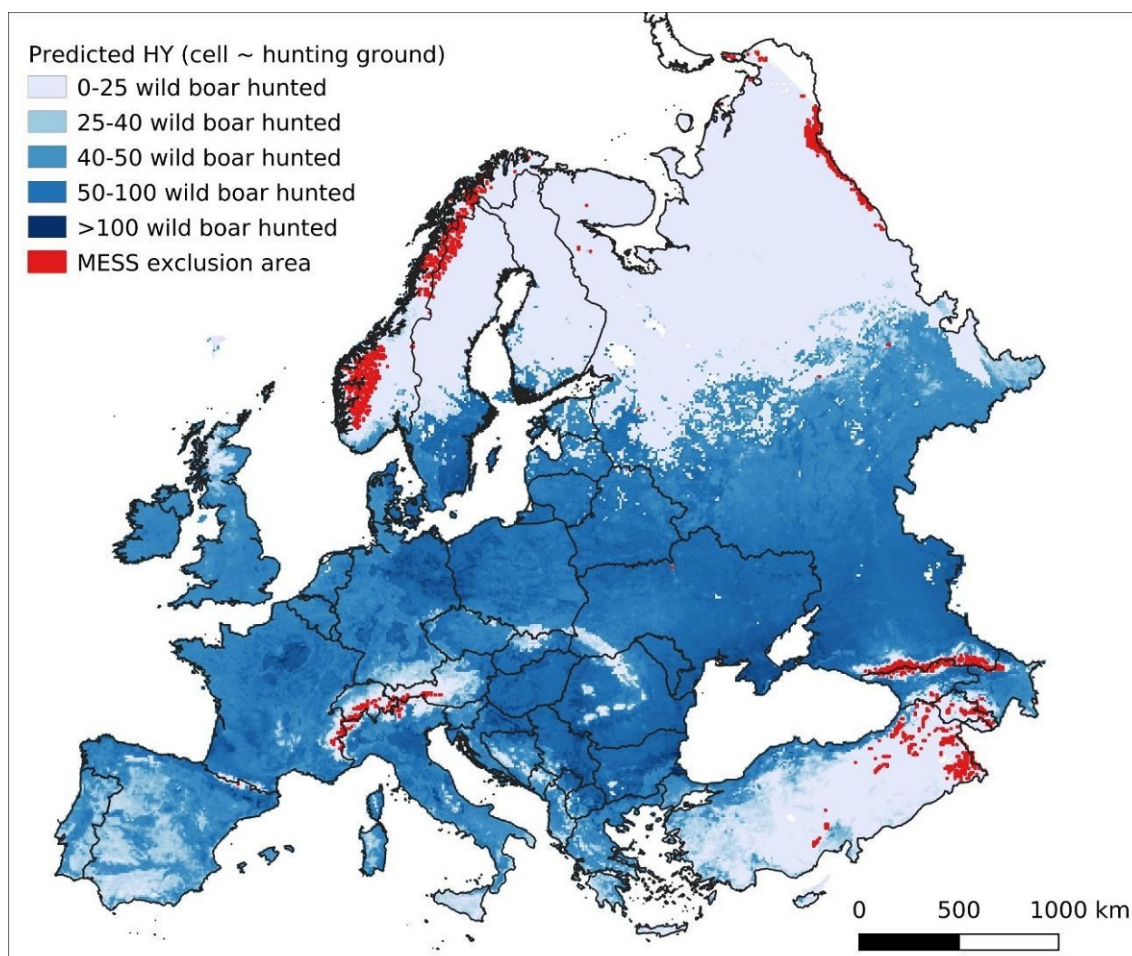 Predicted HY (cell ~ hunting ground)
0-25 wild boar hunted
25-40 wild boar hunted
40-50 wild boar hunted
50-100 wild boar hunted
>100 wild boar hunted
MESS exclusion area
0 500 1000 km